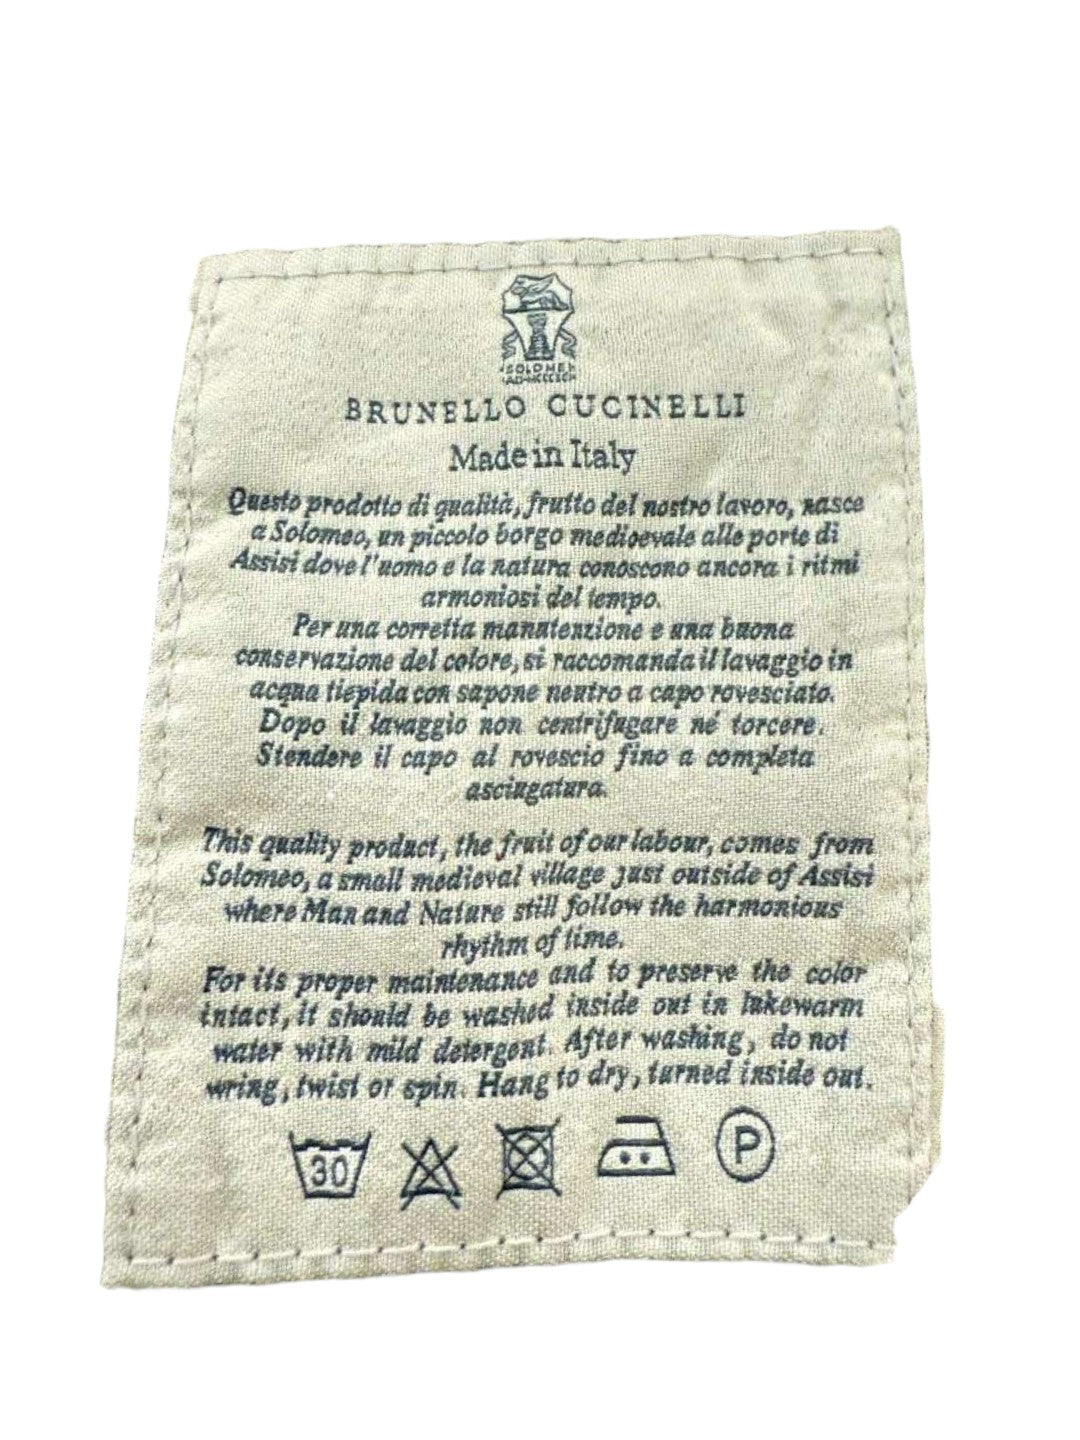 SOLOMEI
BRUNELLO CUCINELLI
Made in Italy
Questo prodotto di qualità, frutto del nostro lavoro, nasce
a Solomeo, un piccolo borgo medioevale alle porte di
Assisi dove l'uomo e la natura conoscono ancora i ritmi
armoniosi del tempo.
Per una corretta manutenzione e una buona
conservazione del colore, si raccomanda il lavaggio in
acqua tiepida con sapone neutro a capo rovesciato.
Dopo il lavaggio non centrifugare né torcere.
Stendere il capo al rovescio fino a completa
asciugatura.
This quality product, the fruit of our labour, comes from
Solomeo, a small medieval village just outside of Assisi
where Man and Nature still follow the harmonious
rhythm of time.
For its proper maintenance and to preserve the color
intact, it should be washed inside out in lukewarm
water with mild detergent. After washing, do not
wring, twist or spin. Hang to dry, turned inside out.
30 P